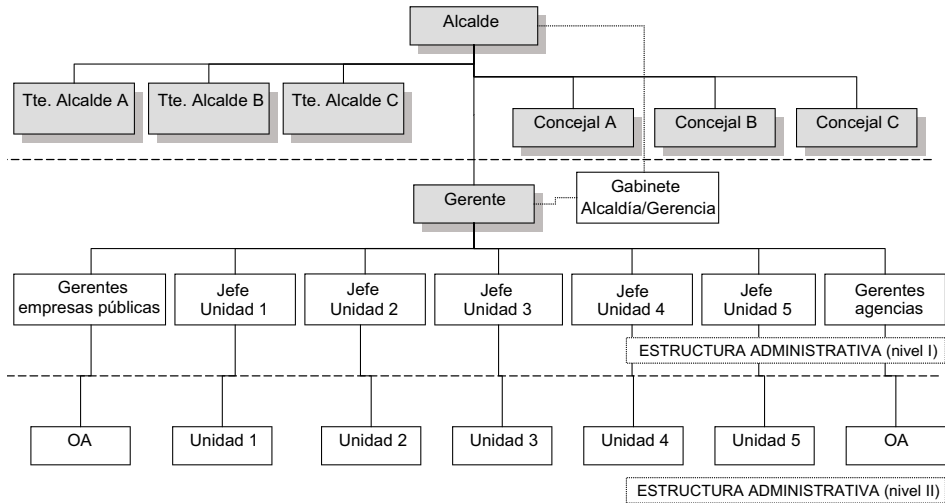 Alcalde
Tte. Alcalde A
Tte. Alcalde B
Tte. Alcalde C
Concejal A
Concejal B
Concejal C
Gerente
Gabinete
Alcaldía/Gerencia
Gerentes
empresas públicas
Jefe
Unidad 1
Jefe
Unidad 2
Jefe
Unidad 3
Jefe
Unidad 4
Jefe
Unidad 5
Gerentes
agencias
ESTRUCTURA ADMINISTRATIVA (nivel I)
OA
Unidad 1
Unidad 2
Unidad 3
Unidad 4
Unidad 5
OA
ESTRUCTURA ADMINISTRATIVA (nivel II)